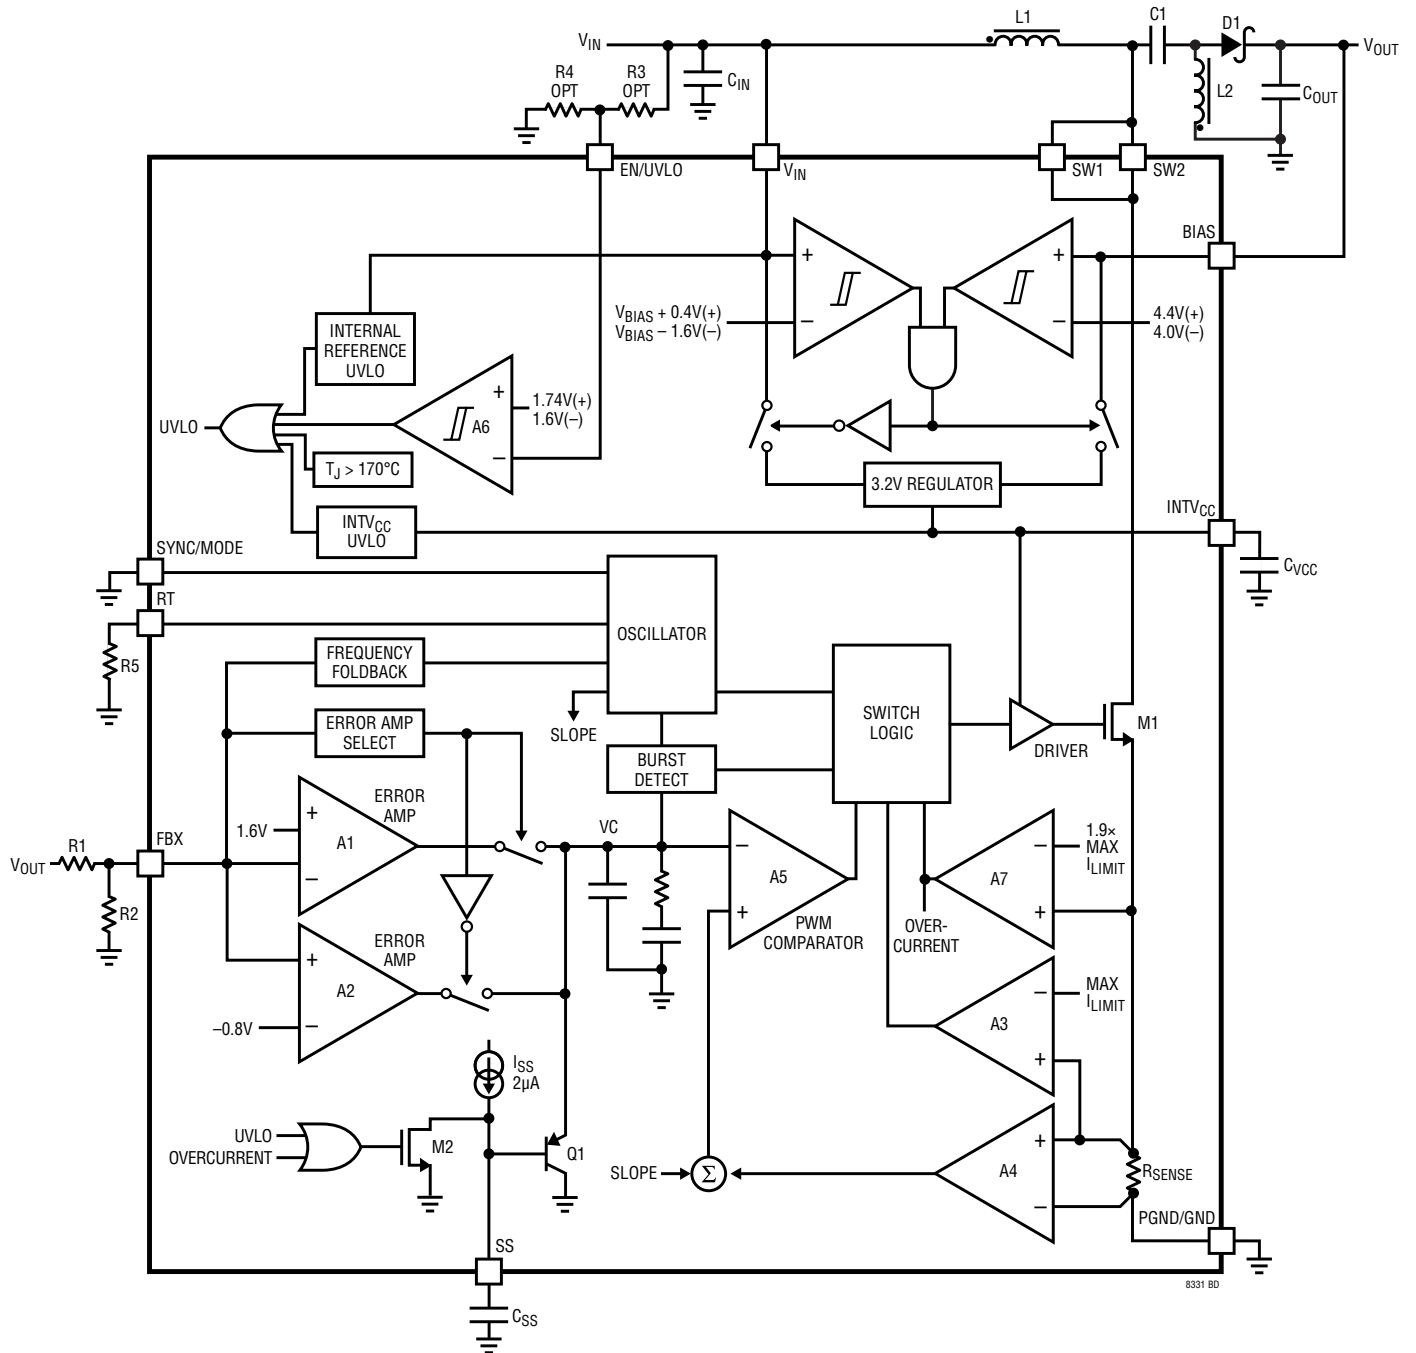 L1
C1
D1
VIN
VOUT
R4
OPT
R3
OPT
CIN
L2
COUT
EN/UVLO
VIN
SW1
SW2
BIAS
+
+
VBIAS + 0.4V(+)
VBIAS – 1.6V(–)
–
–
4.4V(+)
4.0V(–)
INTERNAL
REFERENCE
UVLO
+
1.74V(+)
1.6V(–)
A6
–
UVLO
TJ > 170°C
3.2V REGULATOR
INTVCC
UVLO
INTVCC
CVCC
SYNC/MODE
RT
R5
OSCILLATOR
FREQUENCY
FOLDBACK
ERROR AMP
SELECT
SLOPE
BURST
DETECT
SWITCH
LOGIC
DRIVER
M1
ERROR
AMP
1.6V
+
A1
–
VC
R1
VOUT
FBX
R2
–
A5
+
PWM
COMPARATOR
1.9×
MAX
ILIMIT
–
A7
+
OVER-
CURRENT
ERROR
AMP
+
A2
–
–0.8V
MAX
ILIMIT
–
A3
+
ISS
2µA
UVLO
OVERCURRENT
M2
Q1
SLOPE
Σ
+
A4
–
RSENSE
PGND/GND
SS
CSS
8331 BD